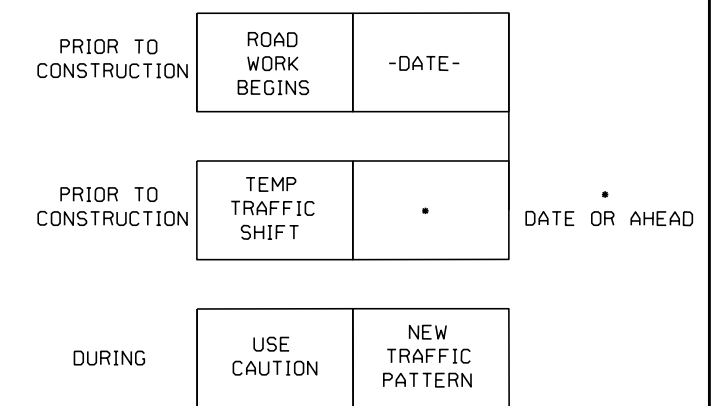 PRIOR TO
CONSTRUCTION
ROAD
WORK
BEGINS
-DATE-
PRIOR TO
CONSTRUCTION
TEMP
TRAFFIC
SHIFT
*
*
DATE OR AHEAD
DURING
USE
CAUTION
NEW
TRAFFIC
PATTERN